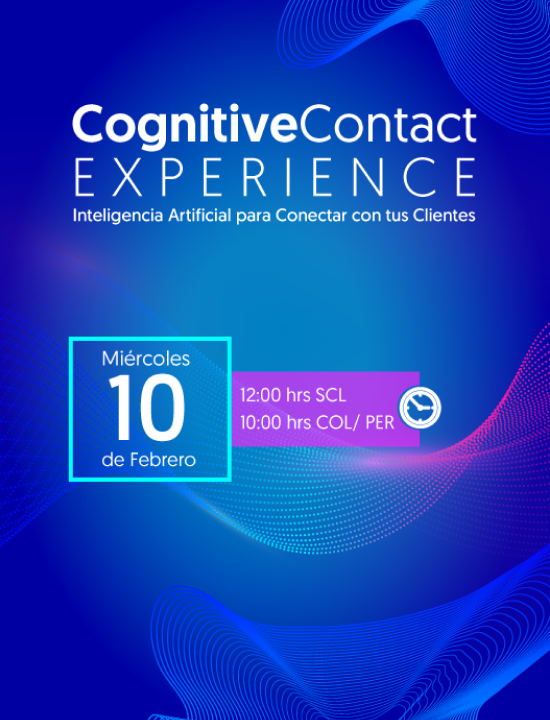 CognitiveContact
EXPERIENCE
Inteligencia Artificial para Conectar con tus Clientes
Miércoles
10
de Febrero
12:00 hrs SCL
10:00 hrs COL/ PER